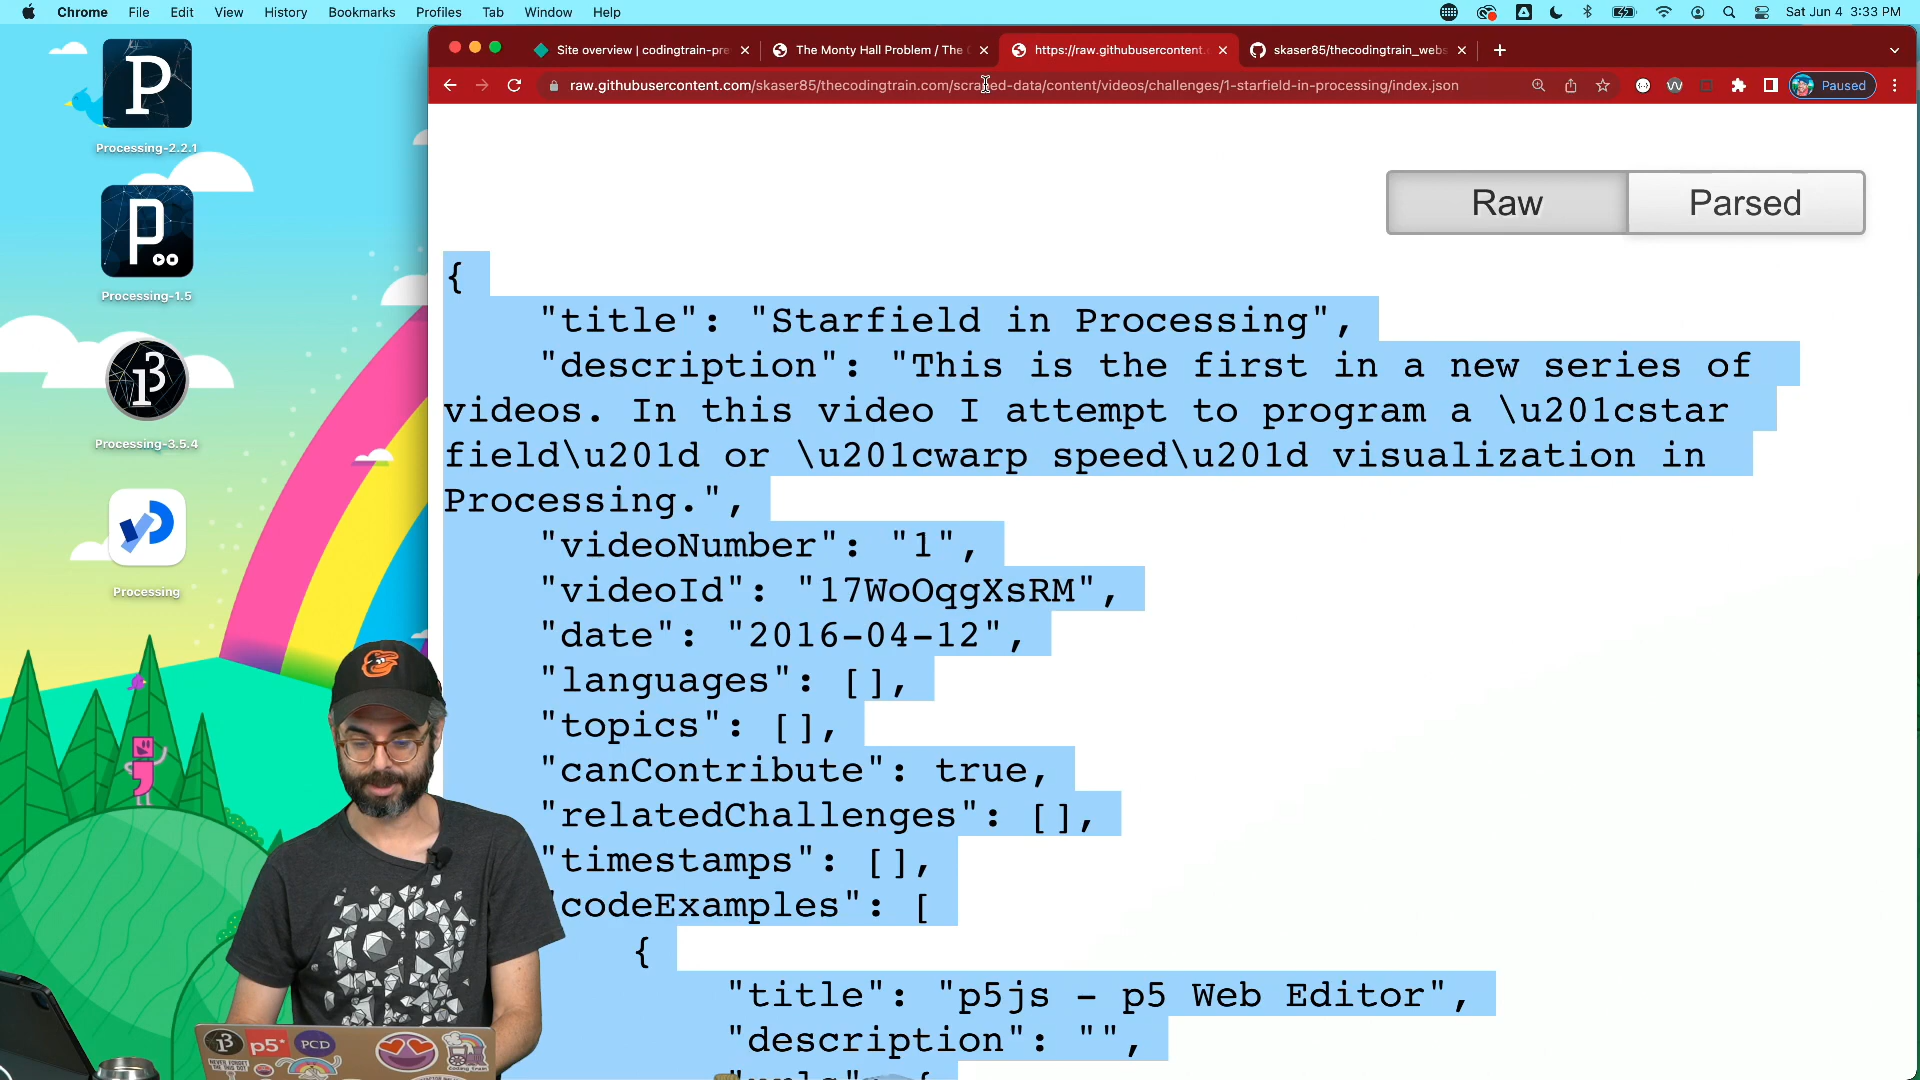 Chrome File Edit View History Bookmarks Profiles Tab Window Help
Sat Jun 4 3:33 PM
Site overview | codingtrain-pre
The Monty Hall Problem / The
https://raw.githubusercontent.
skaser85/thecodingtrain_webs
raw.githubusercontent.com/skaser85/thecodingtrain.com/scraped-data/content/videos/challenges/1-starfield-in-processing/index.json
Paused
Raw
Parsed
{
"title": "Starfield in Processing",
"description": "This is the first in a new series of
videos. In this video I attempt to program a \u201cstar
field\u201d or \u201cwarp speed\u201d visualization in
Processing.",
"videoNumber": "1",
"videoId": "17WoOqgXsRM",
"date": "2016-04-12",
"languages": [],
"topics": [],
"canContribute": true,
"relatedChallenges": [],
"timestamps": [],
codeExamples": [
{
"title": "p5js - p5 Web Editor",
"description": "",
Processing-2.2.1
Processing-1.5
Processing-3.5.4
Processing
p5*
PCD